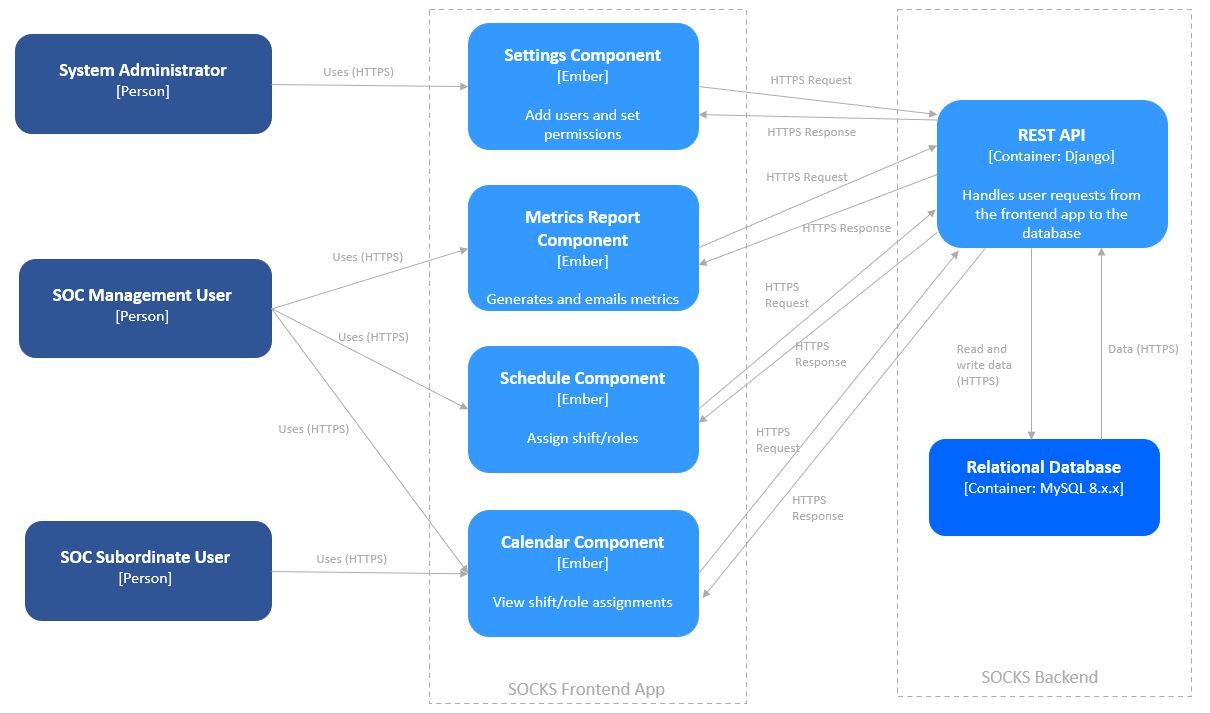 System Administrator
[Person]
Uses (HTTPS)
Settings Component
[Ember]
Add users and set
permissions
HTTPS Request
HTTPS Response
REST API
[Container: Django]
Handles user requests from
the frontend app to the
database
Metrics Report
Component
[Ember]
Generates and emails metrics
HTTPS Request
HTTPS Response
SOC Management User
[Person]
Uses (HTTPS)
Uses (HTTPS)
Uses (HTTPS)
Schedule Component
[Ember]
Assign shift/roles
HTTPS
Request
HTTPS
Response
Read and
write data
(HTTPS)
Data (HTTPS)
Relational Database
[Container: MySQL 8.x.x]
SOC Subordinate User
[Person]
Uses (HTTPS)
Calendar Component
[Ember]
View shift/role assignments
HTTPS
Request
HTTPS
Response
SOCKS Frontend App
SOCKS Backend